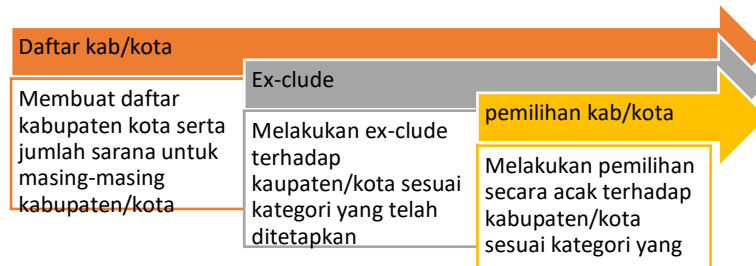 Daftar kab/kota
Membuat daftar
kabupaten kota serta
jumlah sarana untuk
masing-masing
kabupaten/kota
Ex-clude
Melakukan ex-clude
terhadap
kaupaten/kota sesuai
kategori yang telah
ditetapkan
pemilihan kab/kota
Melakukan pemilihan
secara acak terhadap
kabupaten/kota
sesuai kategori yang